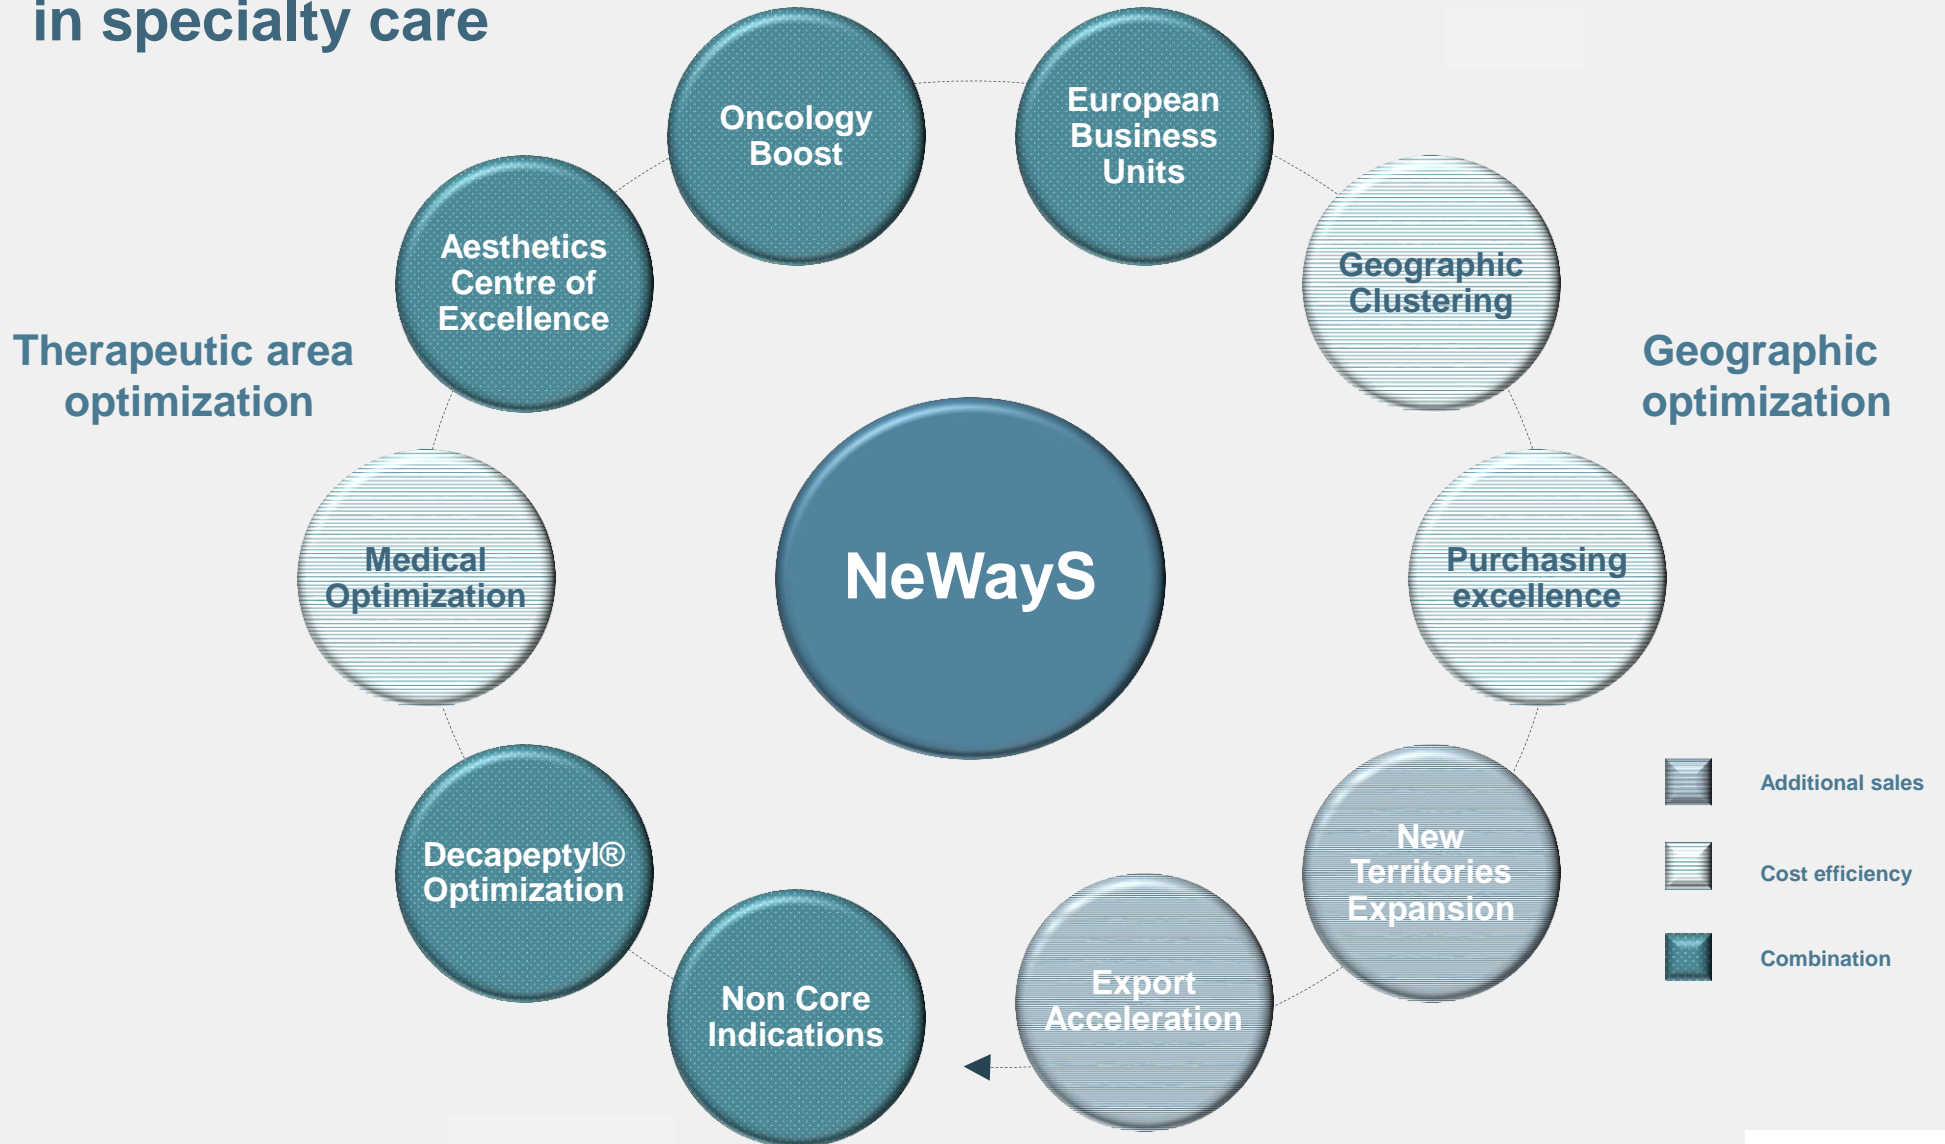 in specialty care
Oncology
Boost
European
Business
Units
Aesthetics
Centre of
Excellence
Geographic
Clustering
Therapeutic area
optimization
Geographic
optimization
Medical
Optimization
NeWayS
Purchasing
excellence
Decapeptyl®
Optimization
New
Territories
Expansion
Non Core
Indications
Export
Acceleration
Additional sales
Cost efficiency
Combination